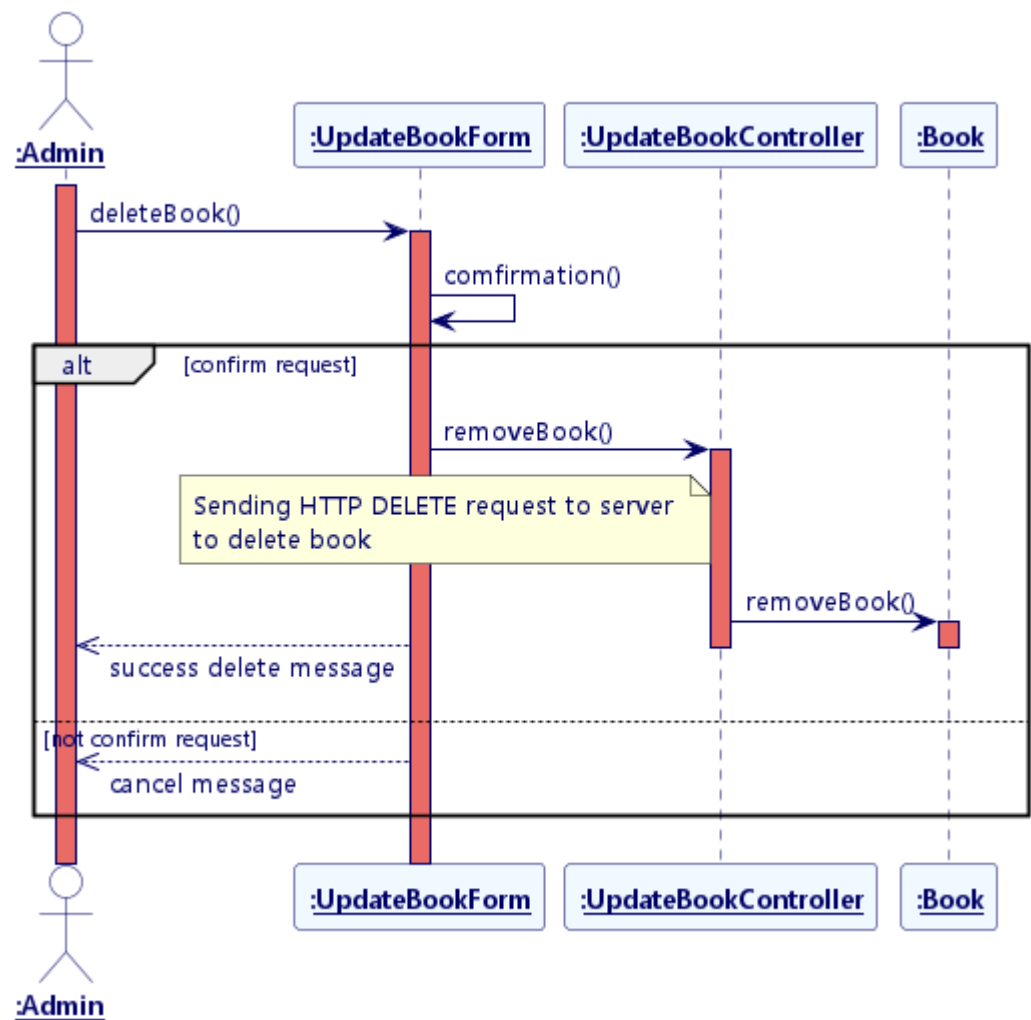 :Admin
:UpdateBookForm
:UpdateBookController
:Book
deleteBook()
comfirmation()
alt
[confirm request]
removeBook()
Sending HTTP DELETE request to server
to delete book
removeBook()
success delete message
[not confirm request]
cancel message
:UpdateBookForm
:UpdateBookController
:Book
:Admin